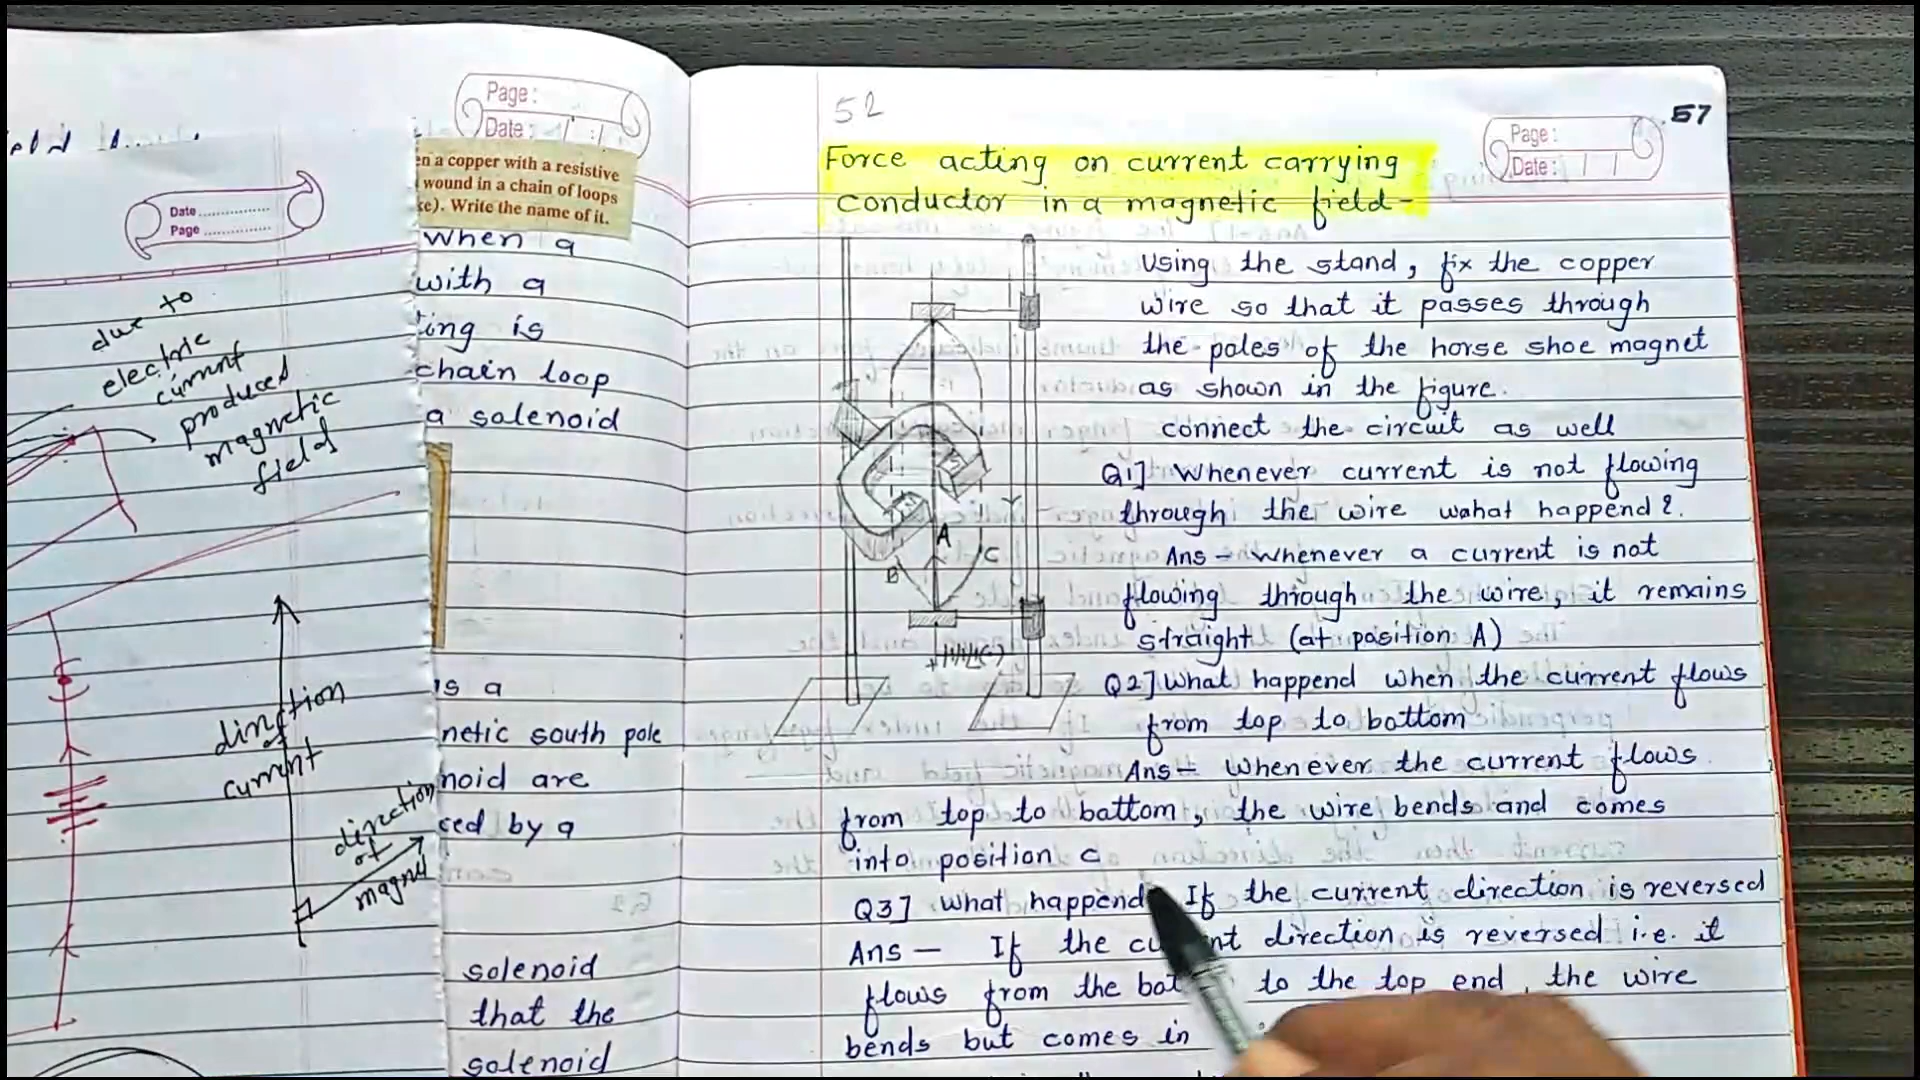 Date
Page
due to
electric
current
produced
magnetic
field
direction
of
current
direction
of
magnet
Page :
Date :
en a copper with a resistive
wound in a chain of loops
ke). Write the name of it.
when a
with a
ting is
chain loop
a solenoid
is a
netic south pole
noid are
ced by a
solenoid
that the
solenoid
52
57
Page :
Date :
Force acting on current carrying
conductor in a magnetic field-
Using the stand, fix the copper
wire so that it passes through
the poles of the horse shoe magnet
as shown in the figure.
connect the circuit as well
Q1] Whenever current is not flowing
through the wire wahat happend ?.
Ans - Whenever a current is not
flowing through the wire, it remains
straight (at position A)
Q2] What happend when the current flows
from top to bottom
Ans - Whenever the current flows
from top to bottom, the wire bends and comes
into position C
Q3] What happend If the current direction is reversed
Ans - If the cu nt direction is reversed i.e. it
flows from the bot to the top end, the wire
bends but comes in
A
B
C